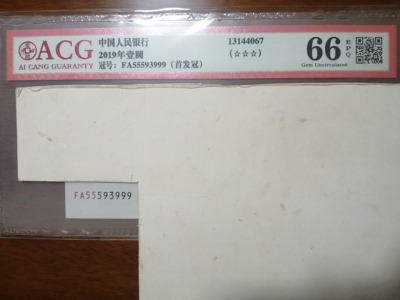 ACG
AI CANG GUARANTY
中国人民银行
2019年壹圆
冠号：FA55593999（首发冠）
13144067
(☆☆☆)
66
EPQ
Gem Uncirculated
FA55593999